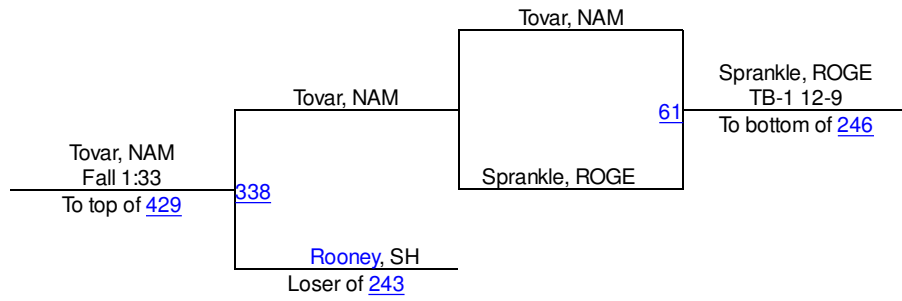 Tovar, NAM
Sprankle, ROGE
TB-1 12-9
Tovar, NAM
61
To bottom of 246
Tovar, NAM
Fall 1:33
Sprankle, ROGE
338
To top of 429
Rooney, SH
Loser of 243